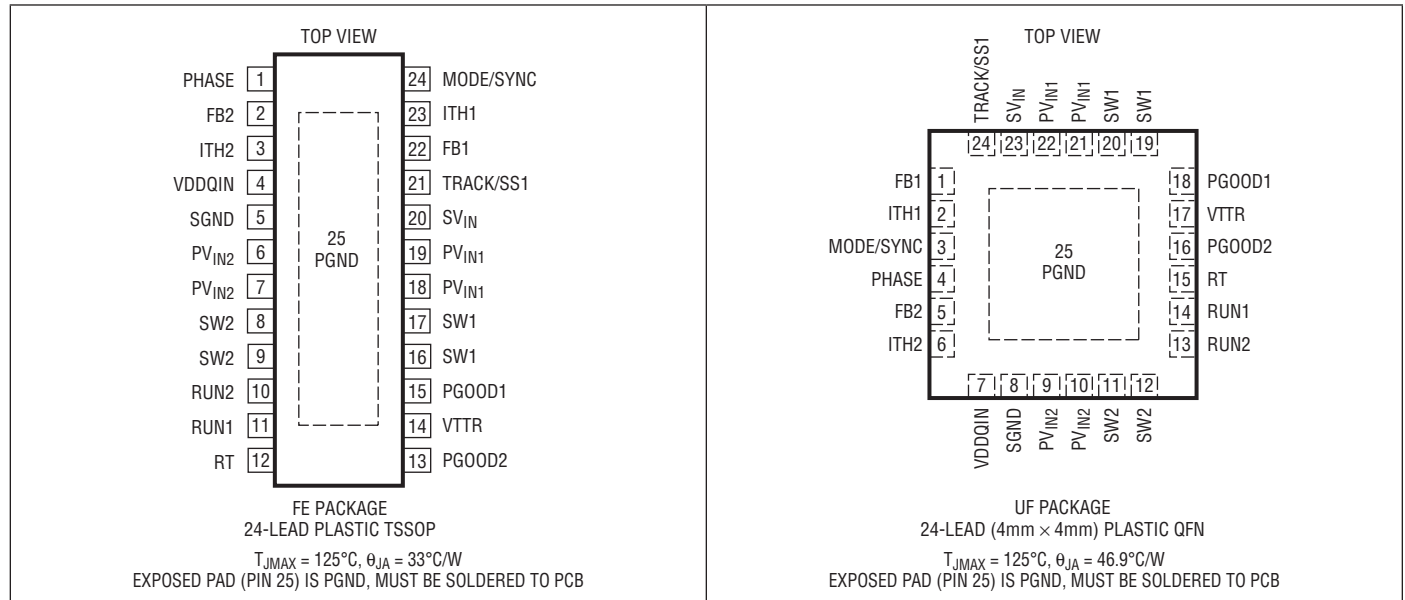 TOP VIEW
PHASE 1
FB2 2
ITH2 3
VDDQIN 4
SGND 5
PVIN2 6
PVIN2 7
SW2 8
SW2 9
RUN2 10
RUN1 11
RT 12
24 MODE/SYNC
23 ITH1
22 FB1
21 TRACK/SS1
20 SVIN
19 PVIN1
18 PVIN1
17 SW1
16 SW1
15 PGOOD1
14 VTTR
13 PGOOD2
25
PGND
FE PACKAGE
24-LEAD PLASTIC TSSOP
TJMAX = 125°C, θJA = 33°C/W
EXPOSED PAD (PIN 25) IS PGND, MUST BE SOLDERED TO PCB
TOP VIEW
TRACK/SS1
SVIN
PVIN1
PVIN1
SW1
SW1
24 23 22 21 20 19
FB1 1
ITH1 2
MODE/SYNC 3
PHASE 4
FB2 5
ITH2 6
25
PGND
18 PGOOD1
17 VTTR
16 PGOOD2
15 RT
14 RUN1
13 RUN2
7 8 9 10 11 12
VDDQIN
SGND
PVIN2
PVIN2
SW2
SW2
UF PACKAGE
24-LEAD (4mm × 4mm) PLASTIC QFN
TJMAX = 125°C, θJA = 46.9°C/W
EXPOSED PAD (PIN 25) IS PGND, MUST BE SOLDERED TO PCB